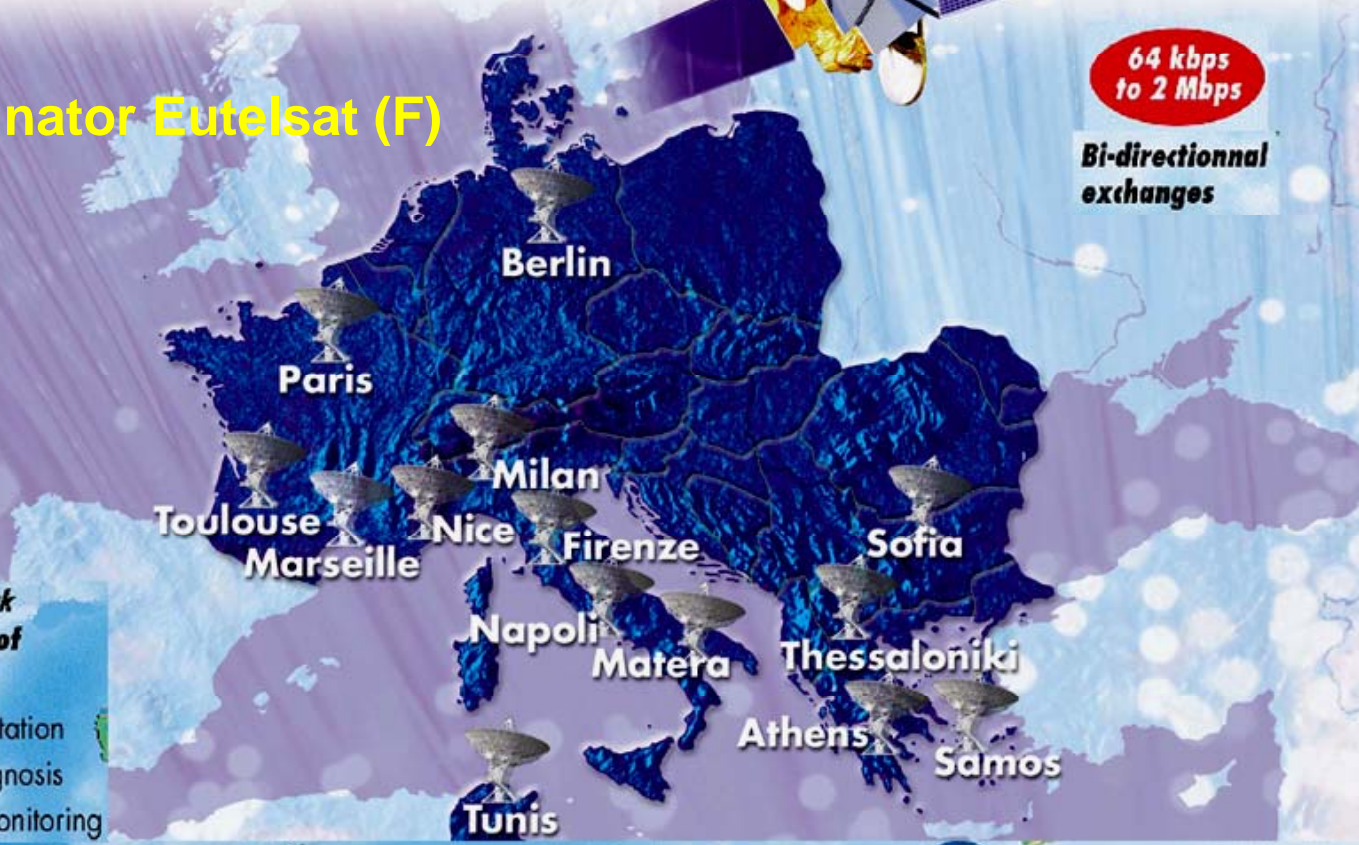 64 kbps
to 2 Mbps
nator Eutelsat (F)
Bi-directionnal
exchanges
Berlin
Paris
Milan
Toulouse
Nice
Marseille
Firenze
Sofia
k
of
Napoli
Matera
Thessaloniki
tation
Athens
gnosis
Samos
onitoring
Tunis